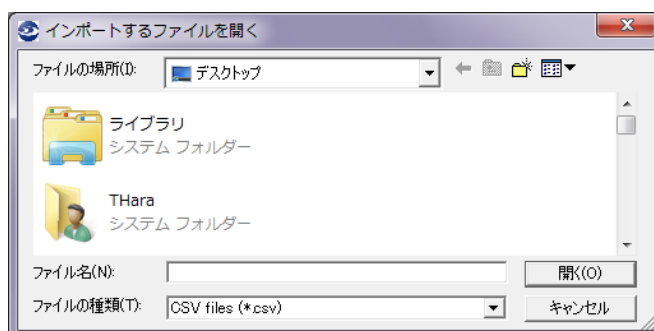 インポートするファイルを開く
ファイルの場所(I): デスクトップ
ライブラリ
システム フォルダー
THara
システム フォルダー
ファイル名(N): 開く(O)
ファイルの種類(T): CSV files (*.csv) キャンセル